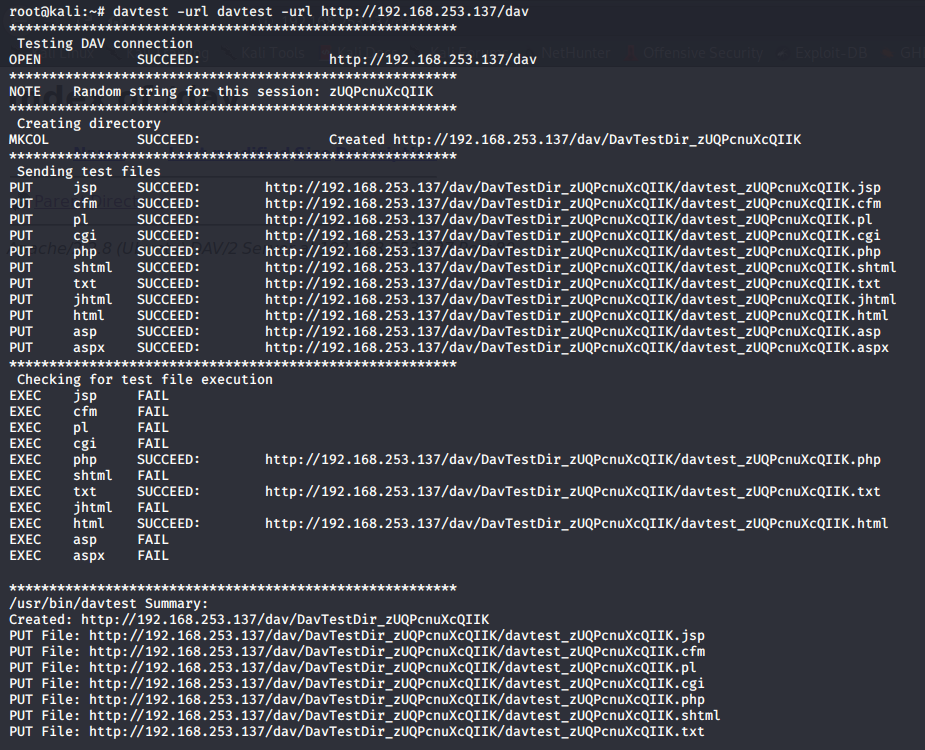 root@kali:~# davtest -url davtest -url http://192.168.253.137/dav
********************************************************
 Testing DAV connection
OPEN            SUCCEED:                http://192.168.253.137/dav
********************************************************
NOTE    Random string for this session: zUQPcnuXcQIIK
********************************************************
 Creating directory
MKCOL           SUCCEED:                Created http://192.168.253.137/dav/DavTestDir_zUQPcnuXcQIIK
********************************************************
 Sending test files
PUT     jsp     SUCCEED:        http://192.168.253.137/dav/DavTestDir_zUQPcnuXcQIIK/davtest_zUQPcnuXcQIIK.jsp
PUT     cfm     SUCCEED:        http://192.168.253.137/dav/DavTestDir_zUQPcnuXcQIIK/davtest_zUQPcnuXcQIIK.cfm
PUT     pl      SUCCEED:        http://192.168.253.137/dav/DavTestDir_zUQPcnuXcQIIK/davtest_zUQPcnuXcQIIK.pl
PUT     cgi     SUCCEED:        http://192.168.253.137/dav/DavTestDir_zUQPcnuXcQIIK/davtest_zUQPcnuXcQIIK.cgi
PUT     php     SUCCEED:        http://192.168.253.137/dav/DavTestDir_zUQPcnuXcQIIK/davtest_zUQPcnuXcQIIK.php
PUT     shtml   SUCCEED:        http://192.168.253.137/dav/DavTestDir_zUQPcnuXcQIIK/davtest_zUQPcnuXcQIIK.shtml
PUT     txt     SUCCEED:        http://192.168.253.137/dav/DavTestDir_zUQPcnuXcQIIK/davtest_zUQPcnuXcQIIK.txt
PUT     jhtml   SUCCEED:        http://192.168.253.137/dav/DavTestDir_zUQPcnuXcQIIK/davtest_zUQPcnuXcQIIK.jhtml
PUT     html    SUCCEED:        http://192.168.253.137/dav/DavTestDir_zUQPcnuXcQIIK/davtest_zUQPcnuXcQIIK.html
PUT     asp     SUCCEED:        http://192.168.253.137/dav/DavTestDir_zUQPcnuXcQIIK/davtest_zUQPcnuXcQIIK.asp
PUT     aspx    SUCCEED:        http://192.168.253.137/dav/DavTestDir_zUQPcnuXcQIIK/davtest_zUQPcnuXcQIIK.aspx
********************************************************
 Checking for test file execution
EXEC    jsp     FAIL
EXEC    cfm     FAIL
EXEC    pl      FAIL
EXEC    cgi     FAIL
EXEC    php     SUCCEED:        http://192.168.253.137/dav/DavTestDir_zUQPcnuXcQIIK/davtest_zUQPcnuXcQIIK.php
EXEC    shtml   FAIL
EXEC    txt     SUCCEED:        http://192.168.253.137/dav/DavTestDir_zUQPcnuXcQIIK/davtest_zUQPcnuXcQIIK.txt
EXEC    jhtml   FAIL
EXEC    html    SUCCEED:        http://192.168.253.137/dav/DavTestDir_zUQPcnuXcQIIK/davtest_zUQPcnuXcQIIK.html
EXEC    asp     FAIL
EXEC    aspx    FAIL

********************************************************
/usr/bin/davtest Summary:
Created: http://192.168.253.137/dav/DavTestDir_zUQPcnuXcQIIK
PUT File: http://192.168.253.137/dav/DavTestDir_zUQPcnuXcQIIK/davtest_zUQPcnuXcQIIK.jsp
PUT File: http://192.168.253.137/dav/DavTestDir_zUQPcnuXcQIIK/davtest_zUQPcnuXcQIIK.cfm
PUT File: http://192.168.253.137/dav/DavTestDir_zUQPcnuXcQIIK/davtest_zUQPcnuXcQIIK.pl
PUT File: http://192.168.253.137/dav/DavTestDir_zUQPcnuXcQIIK/davtest_zUQPcnuXcQIIK.cgi
PUT File: http://192.168.253.137/dav/DavTestDir_zUQPcnuXcQIIK/davtest_zUQPcnuXcQIIK.php
PUT File: http://192.168.253.137/dav/DavTestDir_zUQPcnuXcQIIK/davtest_zUQPcnuXcQIIK.shtml
PUT File: http://192.168.253.137/dav/DavTestDir_zUQPcnuXcQIIK/davtest_zUQPcnuXcQIIK.txt